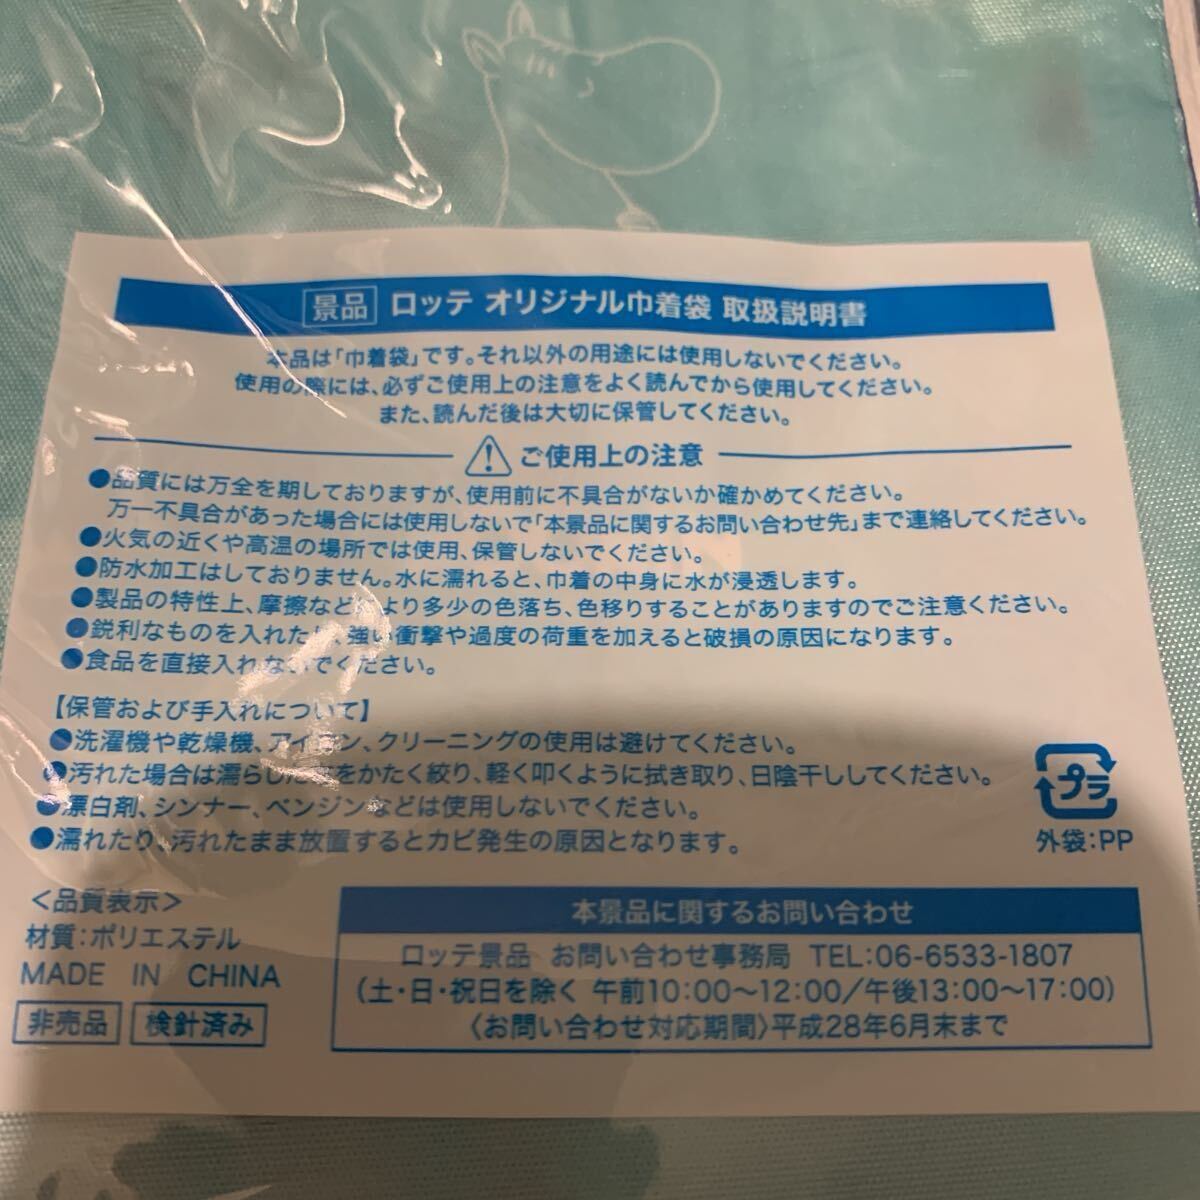 景品 ロッテ オリジナル巾着袋 取扱説明書
本品は「巾着袋」です。それ以外の用途には使用しないでください。
使用の際には、必ずご使用上の注意をよく読んでから使用してください。
また、読んだ後は大切に保管してください。
ご使用上の注意
●品質には万全を期しておりますが、使用前に不具合がないか確かめてください。
万一不具合があった場合には使用しないで「本景品に関するお問い合わせ先」まで連絡してください。
●火気の近くや高温の場所では使用、保管しないでください。
●防水加工はしておりません。水に濡れると、巾着の中身に水が浸透します。
●製品の特性上、摩擦などにより多少の色落ち、色移りすることがありますのでご注意ください。
●鋭利なものを入れたり、強い衝撃や過度の荷重を加えると破損の原因になります。
●食品を直接入れないでください。
【保管および手入れについて】
●洗濯機や乾燥機、アイロン、クリーニングの使用は避けてください。
●汚れた場合は濡らした布をかたく絞り、軽く叩くように拭き取り、日陰干ししてください。
●漂白剤、シンナー、ベンジンなどは使用しないでください。
●濡れたり、汚れたまま放置するとカビ発生の原因となります。
プラ
外袋:PP
<品質表示>
材質:ポリエステル
MADE IN CHINA
非売品 検針済み
本景品に関するお問い合わせ
ロッテ景品 お問い合わせ事務局 TEL:06-6533-1807
(土・日・祝日を除く 午前10:00〜12:00/午後13:00〜17:00)
〈お問い合わせ対応期間〉平成28年6月末まで